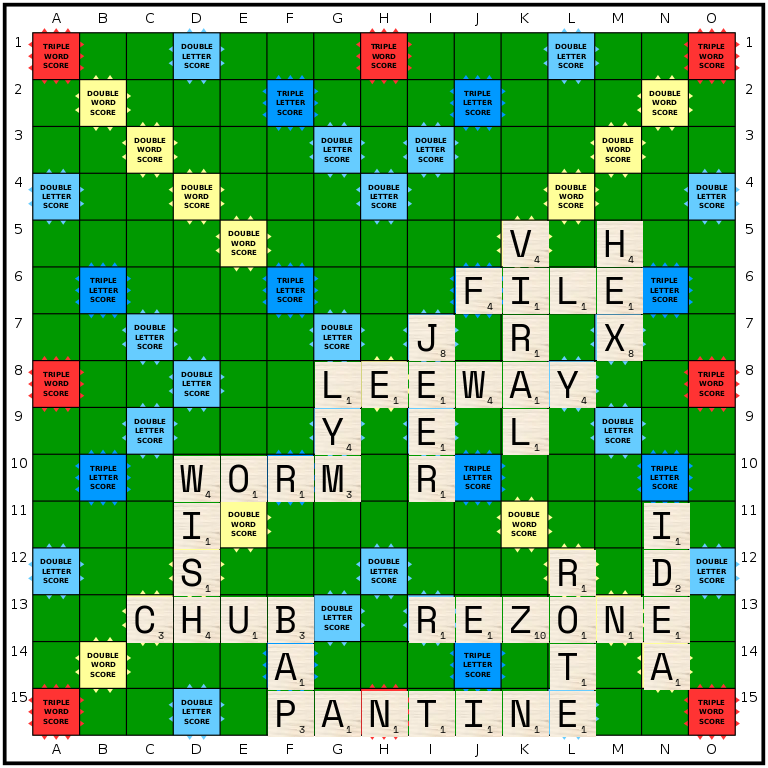 A B C D E F G H I J K L M N O
1 TRIPLE WORD SCORE DOUBLE LETTER SCORE TRIPLE WORD SCORE DOUBLE LETTER SCORE TRIPLE WORD SCORE 1
2 DOUBLE WORD SCORE TRIPLE LETTER SCORE TRIPLE LETTER SCORE DOUBLE WORD SCORE 2
3 DOUBLE WORD SCORE DOUBLE LETTER SCORE DOUBLE LETTER SCORE DOUBLE WORD SCORE 3
4 DOUBLE LETTER SCORE DOUBLE WORD SCORE DOUBLE LETTER SCORE DOUBLE WORD SCORE DOUBLE LETTER SCORE 4
5 DOUBLE WORD SCORE V4 H4 5
6 TRIPLE LETTER SCORE TRIPLE LETTER SCORE F4 I1 L1 E1 TRIPLE LETTER SCORE 6
7 DOUBLE LETTER SCORE DOUBLE LETTER SCORE J8 R1 X8 7
8 TRIPLE WORD SCORE DOUBLE LETTER SCORE L1 E1 E1 W4 A1 Y4 TRIPLE WORD SCORE 8
9 DOUBLE LETTER SCORE Y4 E1 L1 DOUBLE LETTER SCORE 9
10 TRIPLE LETTER SCORE W4 O1 R1 M3 R1 TRIPLE LETTER SCORE TRIPLE LETTER SCORE 10
11 I1 DOUBLE WORD SCORE DOUBLE WORD SCORE I1 11
12 DOUBLE LETTER SCORE S1 DOUBLE LETTER SCORE R1 D2 DOUBLE LETTER SCORE 12
13 C3 H4 U1 B3 DOUBLE LETTER SCORE R1 E1 Z10 O1 N1 E1 13
14 DOUBLE WORD SCORE A1 TRIPLE LETTER SCORE T1 A1 14
15 TRIPLE WORD SCORE DOUBLE LETTER SCORE P3 A1 N1 T1 I1 N1 E1 TRIPLE WORD SCORE 15
A B C D E F G H I J K L M N O